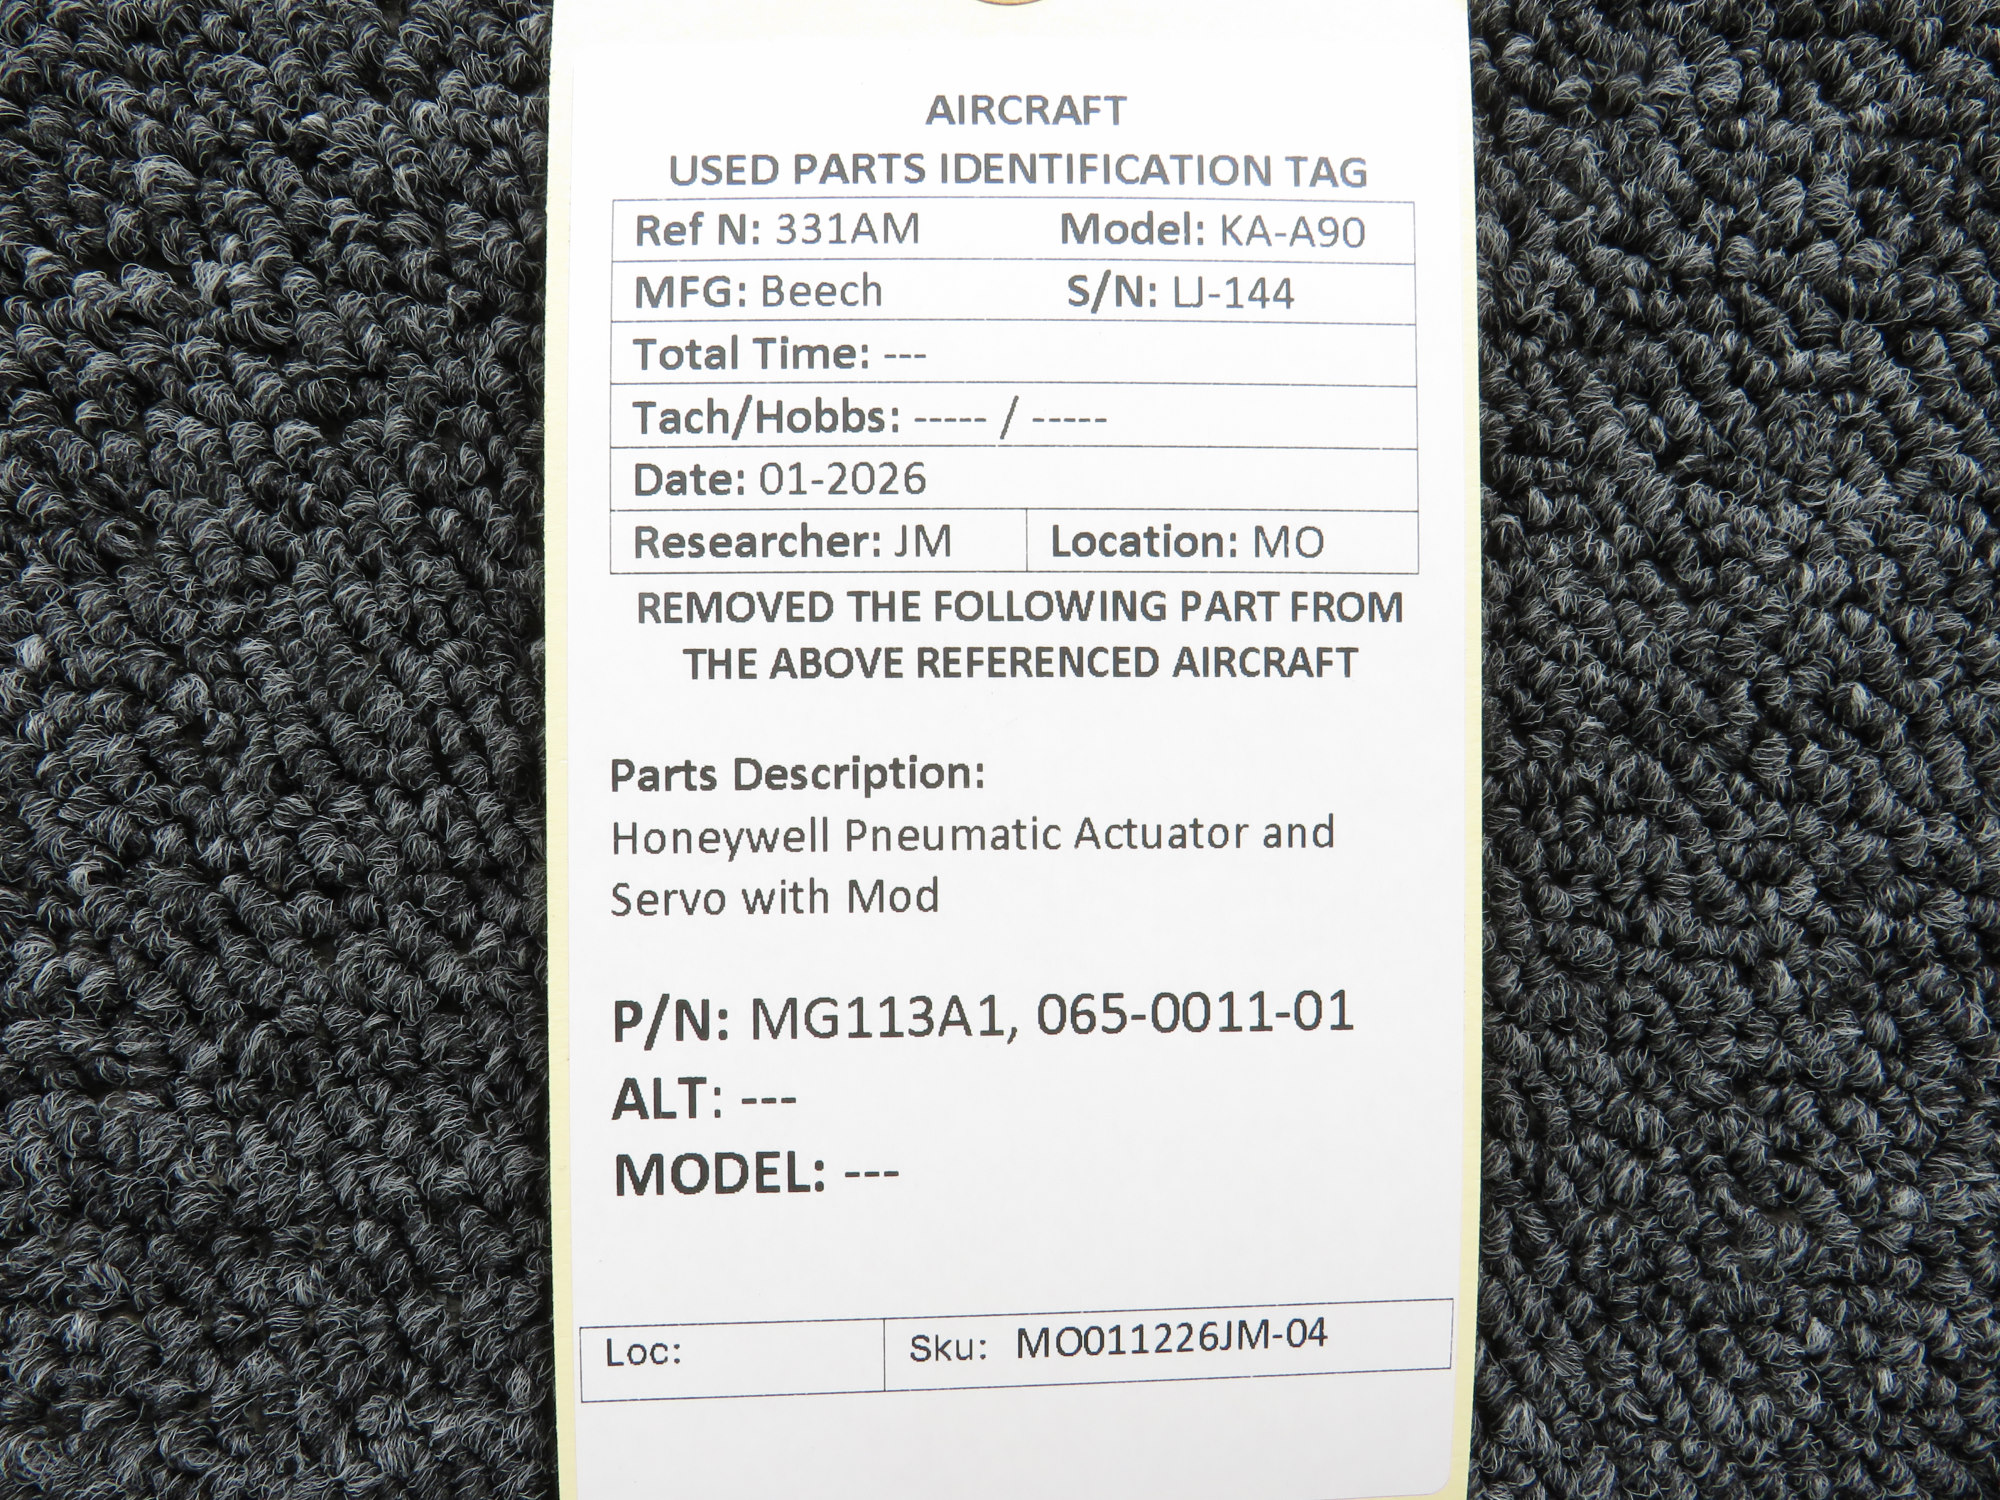 AIRCRAFT
USED PARTS IDENTIFICATION TAG
Ref N: 331AM Model: KA-A90
MFG: Beech S/N: LJ-144
Total Time: ---
Tach/Hobbs: ----- / -----
Date: 01-2026
Researcher: JM Location: MO
REMOVED THE FOLLOWING PART FROM
THE ABOVE REFERENCED AIRCRAFT
Parts Description:
Honeywell Pneumatic Actuator and
Servo with Mod
P/N: MG113A1, 065-0011-01
ALT: ---
MODEL: ---
Loc: Sku: MO011226JM-04